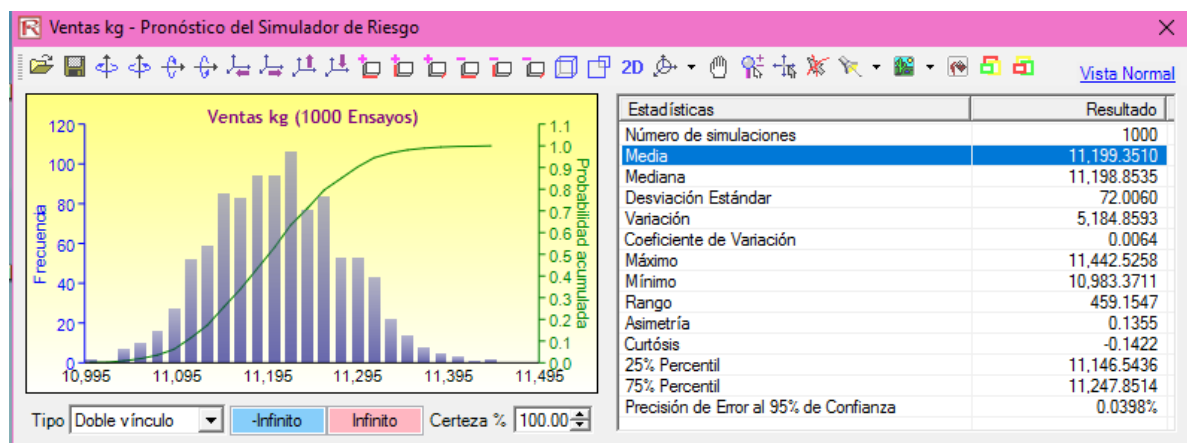 Ventas kg - Pronóstico del Simulador de Riesgo
2D
Vista Normal
Ventas kg (1000 Ensayos)
120
100
80
60
40
20
0
Frecuencia
1.1
1.0
0.9
0.8
0.7
0.6
0.5
0.4
0.3
0.2
0.1
0.0
Probabilidad acumulada
10,995 11,095 11,195 11,295 11,395 11,495
Tipo Doble vínculo -Infinito Infinito Certeza % 100.00
Estadísticas Resultado
Número de simulaciones 1000
Media 11,199.3510
Mediana 11,198.8535
Desviación Estándar 72.0060
Variación 5,184.8593
Coeficiente de Variación 0.0064
Máximo 11,442.5258
Mínimo 10,983.3711
Rango 459.1547
Asimetría 0.1355
Curtósis -0.1422
25% Percentil 11,146.5436
75% Percentil 11,247.8514
Precisión de Error al 95% de Confianza 0.0398%